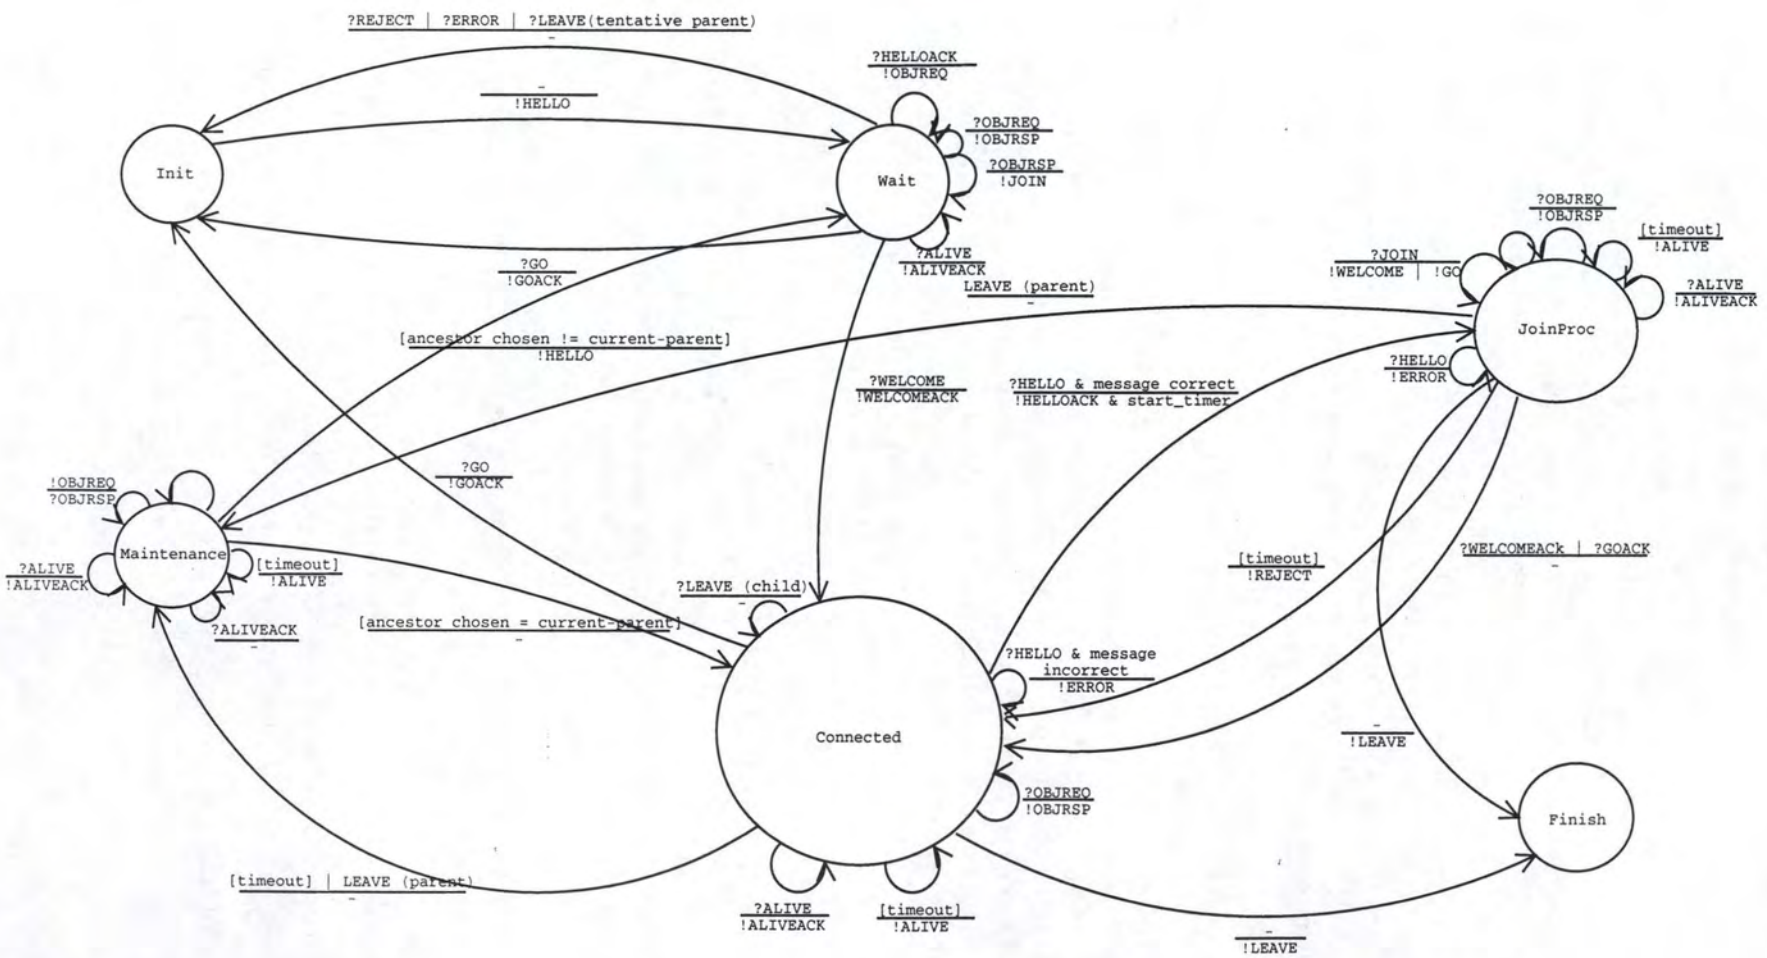 ?REJECT | ?ERROR | ?LEAVE(tentative parent)
-
?HELLOACK
!OBJREQ
-
!HELLO
?OBJREQ
!OBJRSP
?OBJRSP
!JOIN
Init
Wait
?OBJREQ
!OBJRSP
[timeout]
!ALIVE
?JOIN
!WELCOME | !GO
?ALIVE
!ALIVEACK
?GO
!GOACK
?ALIVE
!ALIVEACK
LEAVE (parent)
-
JoinProc
[ancestor chosen != current-parent]
!HELLO
?HELLO
!ERROR
?WELCOME
!WELCOMEACK
?HELLO & message correct
!HELLOACK & start_timer
?GO
!GOACK
!OBJREQ
?OBJRSP
Maintenance
?ALIVE
!ALIVEACK
[timeout]
!ALIVE
?ALIVEACK
-
?LEAVE (child)
-
[ancestor chosen = current-parent]
-
[timeout]
!REJECT
?WELCOMEACk | ?GOACK
-
?HELLO & message
incorrect
!ERROR
Connected
-
!LEAVE
?OBJREQ
!OBJRSP
Finish
[timeout] | LEAVE (parent)
-
?ALIVE
!ALIVEACK
[timeout]
!ALIVE
-
!LEAVE